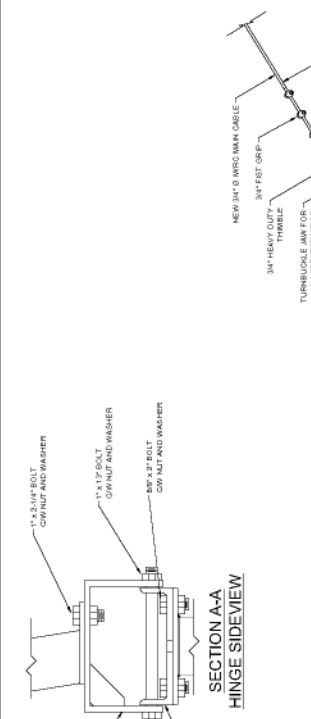 NEW 3/4" Ø IWRC MAIN CABLE
3/4" FIST GRIP
3/4" HEAVY DUTY
THIMBLE
TURNBUCKLE JAW FOR
1" x 2-1/4" BOLT
C/W NUT AND WASHER
1" x 13" BOLT
C/W NUT AND WASHER
5/8" x 2" BOLT
C/W NUT AND WASHER
SECTION A-A
HINGE SIDEVIEW